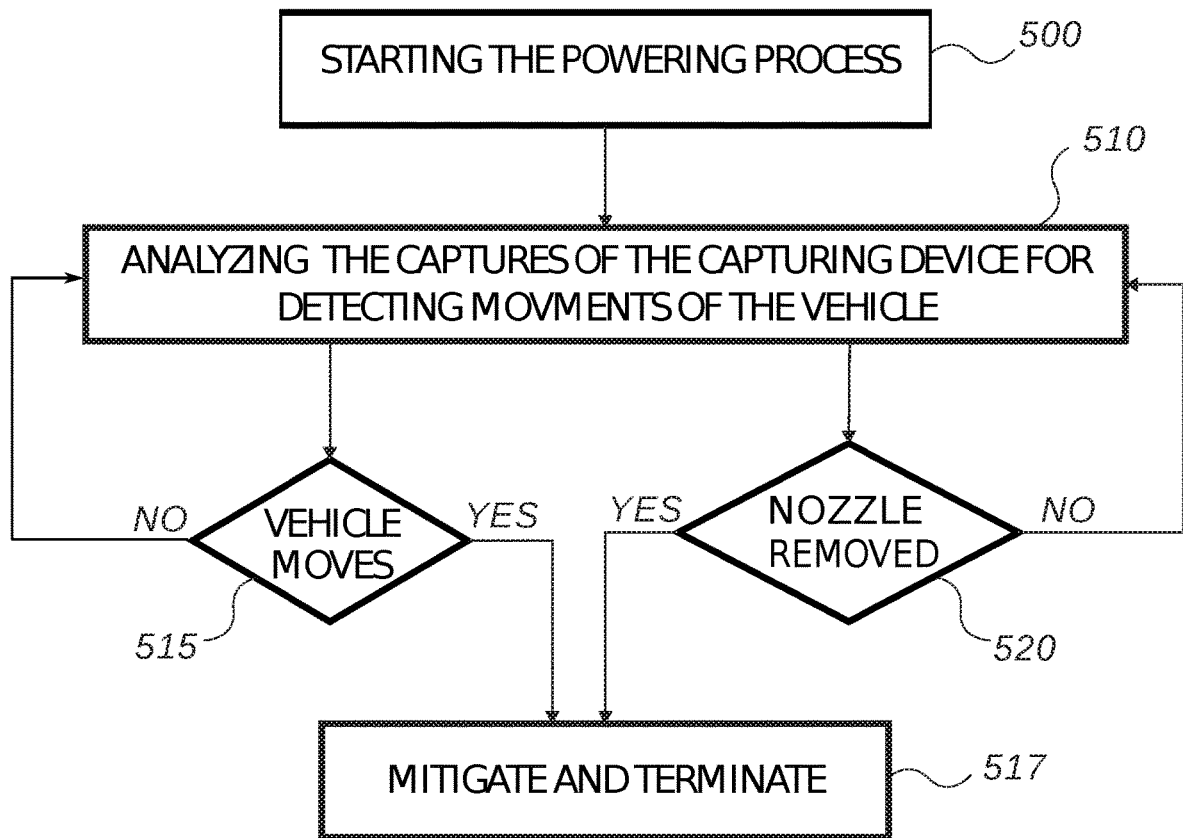 STARTING THE POWERING PROCESS
500
510
ANALYZING THE CAPTURES OF THE CAPTURING DEVICE FOR
DETECTING MOVMENTS OF THE VEHICLE
NO
VEHICLE
MOVES
YES
515
YES
NOZZLE
REMOVED
NO
520
MITIGATE AND TERMINATE
517